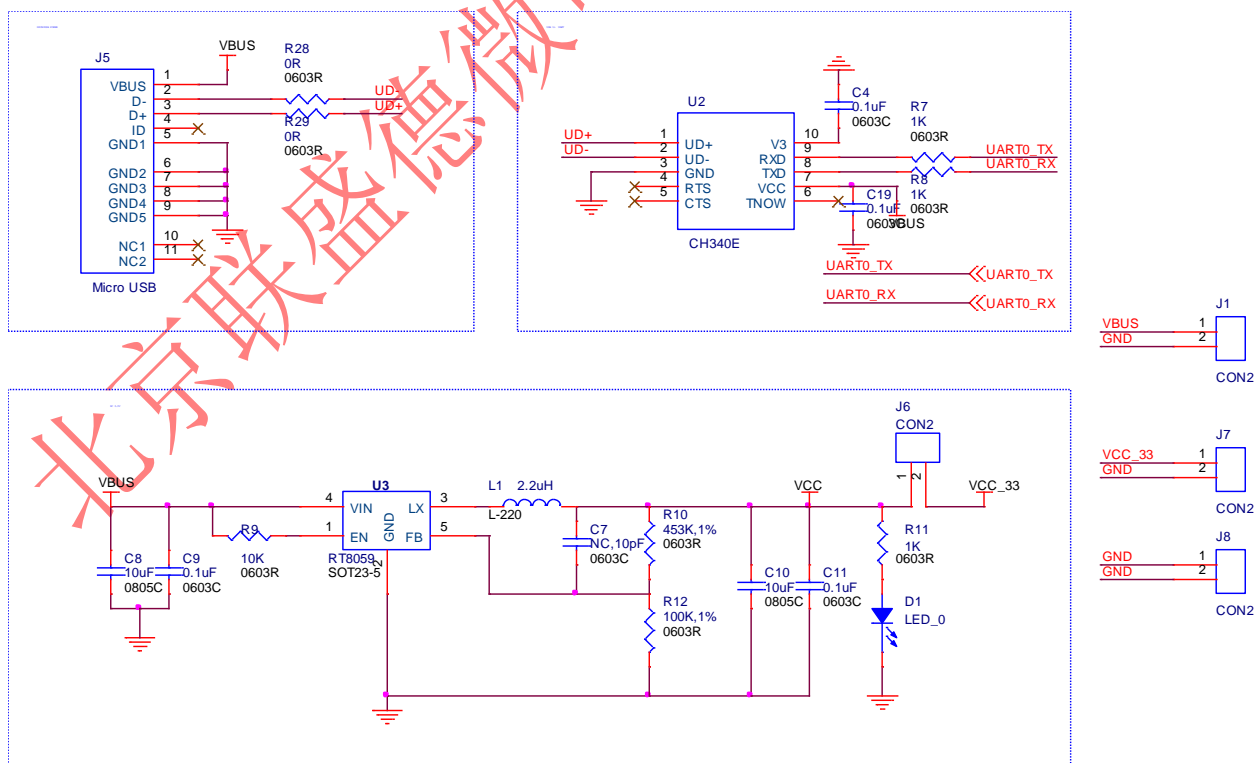 J5
VBUS
R28
0R
0603R
VBUS
1
D-
2
D+
3
ID
4
GND1
5
GND2
6
GND3
7
GND4
8
GND5
9
NC1
10
NC2
11
UD-
UD+
R29
0R
0603R
Micro USB
U2
UD+
UD-
1
2
3
4
5
UD+
UD-
GND
RTS
CTS
V3
RXD
TXD
VCC
TNOW
10
9
8
7
6
CH340E
C4
0.1uF
0603C
R7
1K
0603R
UART0_TX
UART0_RX
R8
1K
0603R
C19
0.1uF
0603C
VBUS
UART0_TX
UART0_TX
UART0_RX
UART0_RX
J1
VBUS
1
GND
2
CON2
J7
VCC_33
1
GND
2
CON2
J8
GND
1
GND
2
CON2
VBUS
C8
10uF
0805C
C9
0.1uF
0603C
R9
10K
0603R
U3
4
VIN
1
EN
GND
2
LX
3
FB
5
RT8059
SOT23-5
L1
2.2uH
L-220
C7
NC,10pF
0603C
R10
453K,1%
0603R
R12
100K,1%
0603R
VCC
C10
10uF
0805C
C11
0.1uF
0603C
R11
1K
0603R
D1
LED_0
J6
CON2
1
2
VCC_33
北京联盛德微